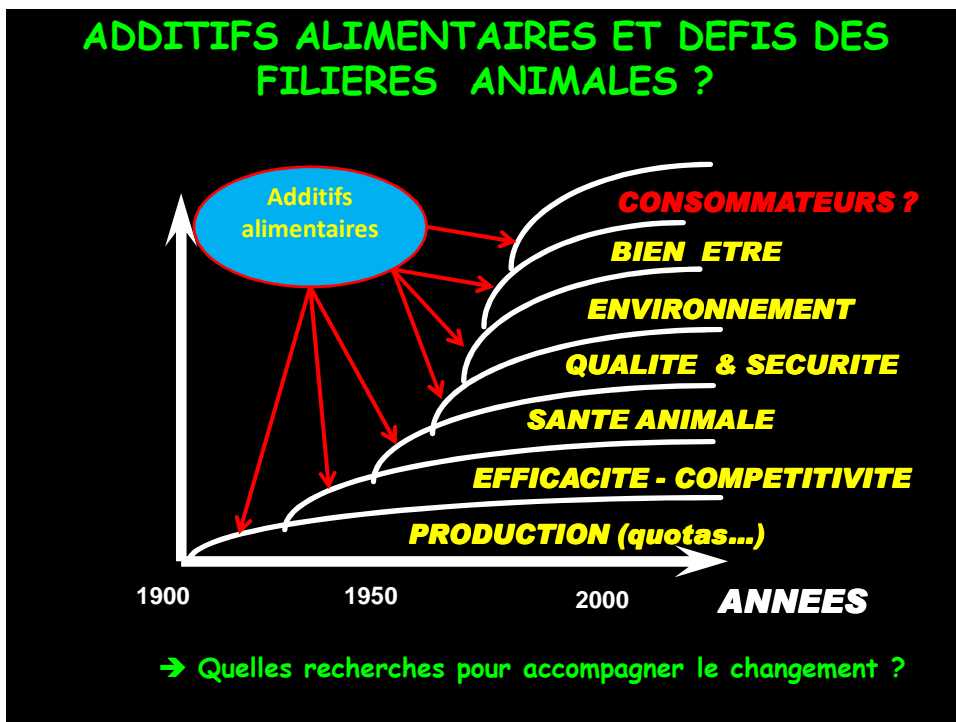 ADDITIFS ALIMENTAIRES ET DEFIS DES
FILIERES ANIMALES ?
Additifs
alimentaires
CONSOMMATEURS ?
BIEN ETRE
ENVIRONNEMENT
QUALITE & SECURITE
SANTE ANIMALE
EFFICACITE - COMPETITIVITE
PRODUCTION (quotas...)
1900
1950
2000
ANNEES
➔ Quelles recherches pour accompagner le changement ?